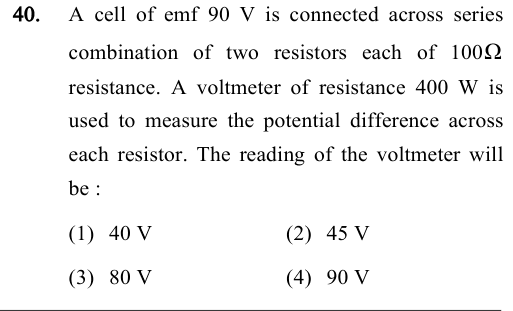 40. A cell of emf 90 V is connected across series
combination of two resistors each of 100Ω
resistance. A voltmeter of resistance 400 W is
used to measure the potential difference across
each resistor. The reading of the voltmeter will
be :
(1) 40 V (2) 45 V
(3) 80 V (4) 90 V